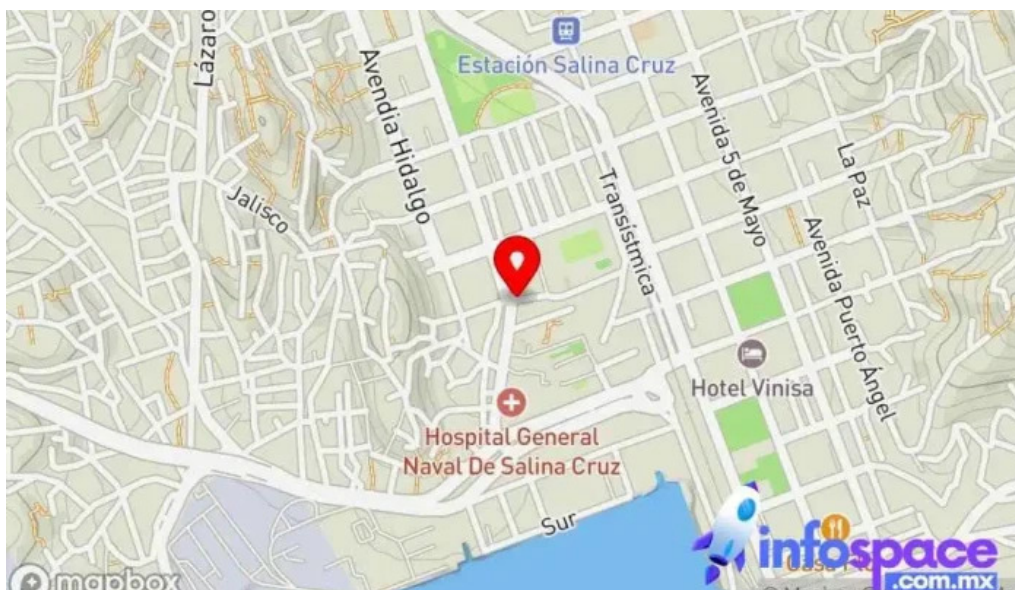 Lázaro
Avendia Hidalgo
Estación Salina Cruz
Avenida 5 de Mayo
La Paz
Jalisco
Transístmica
Avenida Puerto Ángel
Hotel Vinisa
Hospital General
Naval De Salina Cruz
Sur
infospace
.com.mx
mapbox